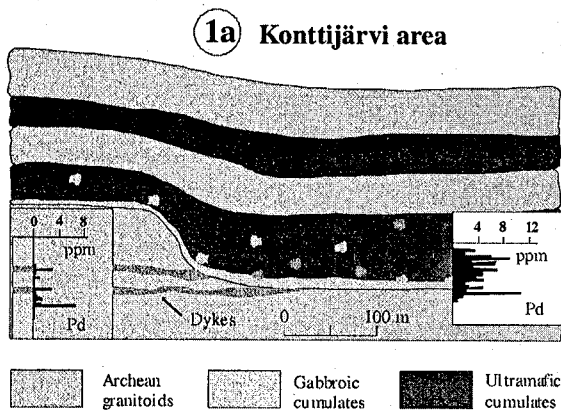 1a Konttijärvi area
0 4 8
ppm
Pd
Dykes
0 100 m
4 8 12
ppm
Pd
Archean granitoids
Gabbroic cumulates
Ultramafic cumulates